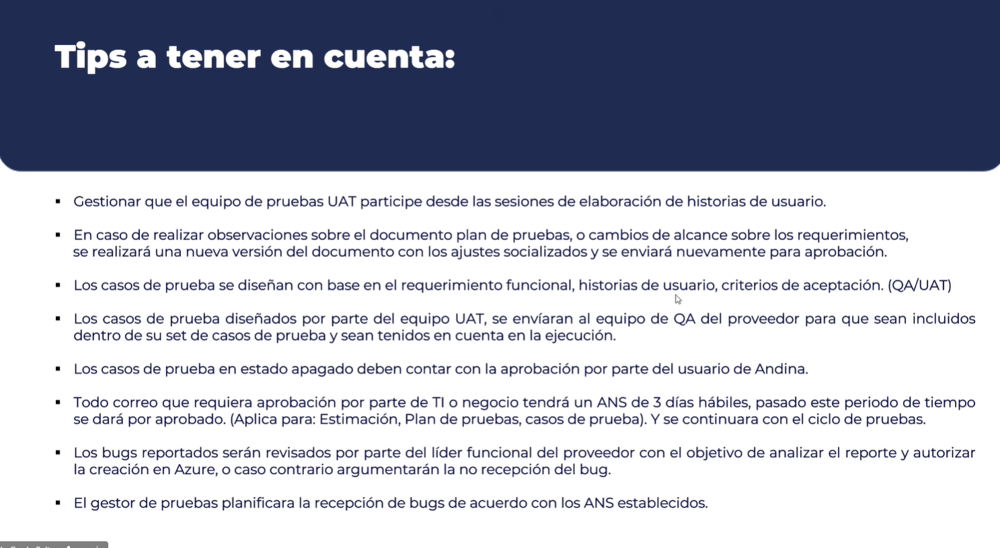 Tips a tener en cuenta:
▪ Gestionar que el equipo de pruebas UAT participe desde las sesiones de elaboración de historias de usuario.
▪ En caso de realizar observaciones sobre el documento plan de pruebas, o cambios de alcance sobre los requerimientos,
se realizará una nueva versión del documento con los ajustes socializados y se enviará nuevamente para aprobación.
▪ Los casos de prueba se diseñan con base en el requerimiento funcional, historias de usuario, criterios de aceptación. (QA/UAT)
▪ Los casos de prueba diseñados por parte del equipo UAT, se envíaran al equipo de QA del proveedor para que sean incluidos
dentro de su set de casos de prueba y sean tenidos en cuenta en la ejecución.
▪ Los casos de prueba en estado apagado deben contar con la aprobación por parte del usuario de Andina.
▪ Todo correo que requiera aprobación por parte de TI o negocio tendrá un ANS de 3 días hábiles, pasado este periodo de tiempo
se dará por aprobado. (Aplica para: Estimación, Plan de pruebas, casos de prueba). Y se continuara con el ciclo de pruebas.
▪ Los bugs reportados serán revisados por parte del líder funcional del proveedor con el objetivo de analizar el reporte y autorizar
la creación en Azure, o caso contrario argumentarán la no recepción del bug.
▪ El gestor de pruebas planificara la recepción de bugs de acuerdo con los ANS establecidos.